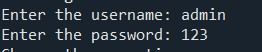 Enter the username: admin
Enter the password: 123